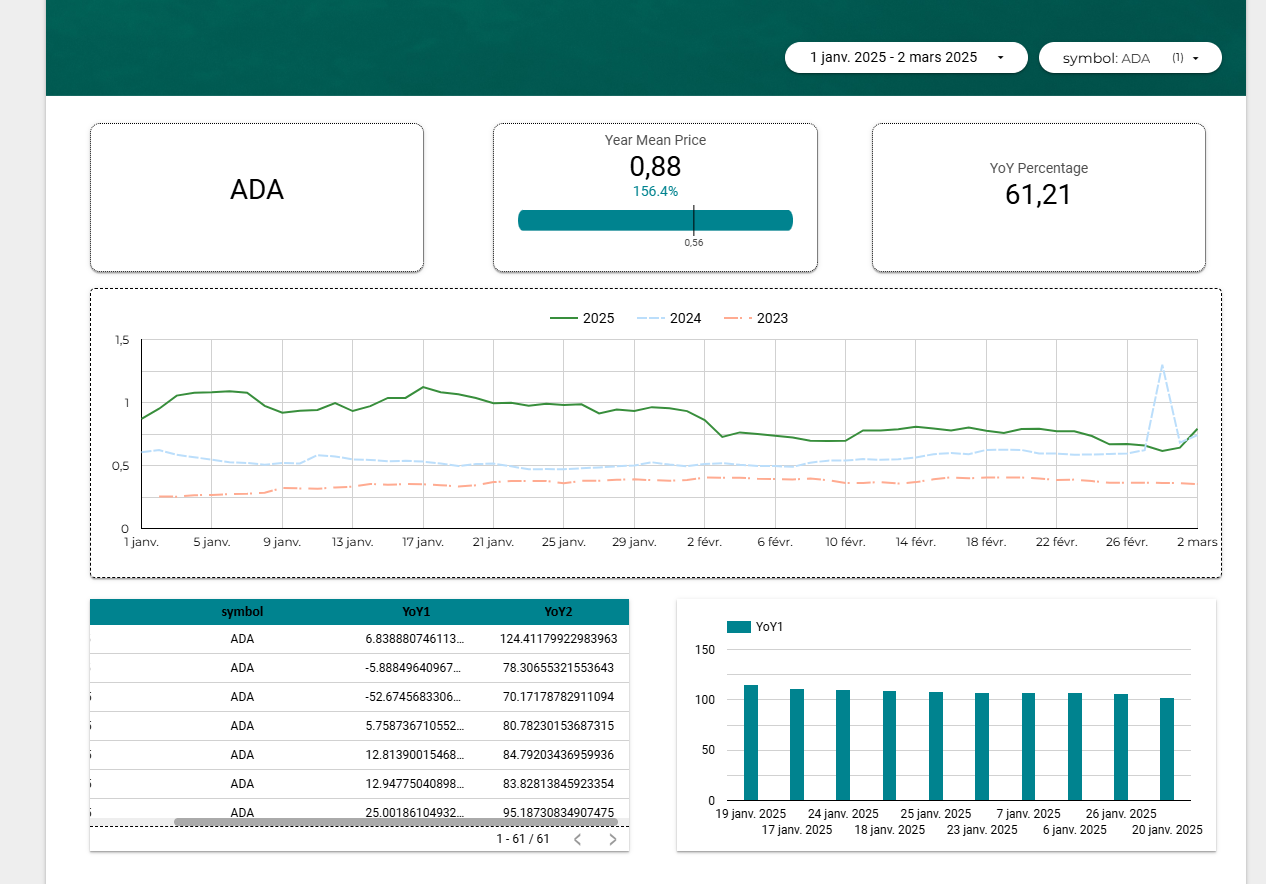 1 janv. 2025 - 2 mars 2025
symbol: ADA (1)
ADA
Year Mean Price
0,88
156.4%
0,56
YoY Percentage
61,21
2025 2024 2023
1,5
1
0,5
0
1 janv. 5 janv. 9 janv. 13 janv. 17 janv. 21 janv. 25 janv. 29 janv. 2 févr. 6 févr. 10 févr. 14 févr. 18 févr. 22 févr. 26 févr. 2 mars
symbol YoY1 YoY2
ADA 6.838880746113... 124.41179922983963
ADA -5.88849640967... 78.30655321553643
ADA -52.6745683306... 70.17178782911094
ADA 5.758736710552... 80.78230153687315
ADA 12.81390015468... 84.79203436959936
ADA 12.94775040898... 83.82813845923354
ADA 25.00186104932... 95.18730834907475
1 - 61 / 61
YoY1
150
100
50
0
19 janv. 2025 24 janv. 2025 25 janv. 2025 7 janv. 2025 26 janv. 2025
17 janv. 2025 18 janv. 2025 23 janv. 2025 6 janv. 2025 20 janv. 2025